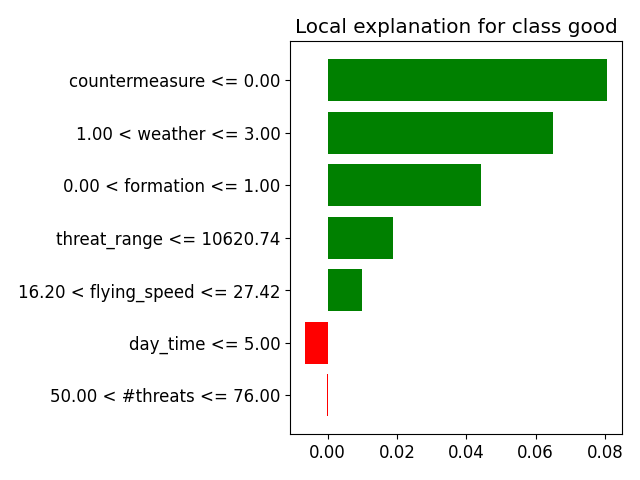 Local explanation for class good
countermeasure <= 0.00
1.00 < weather <= 3.00
0.00 < formation <= 1.00
threat_range <= 10620.74
16.20 < flying_speed <= 27.42
day_time <= 5.00
50.00 < #threats <= 76.00
0.00 0.02 0.04 0.06 0.08